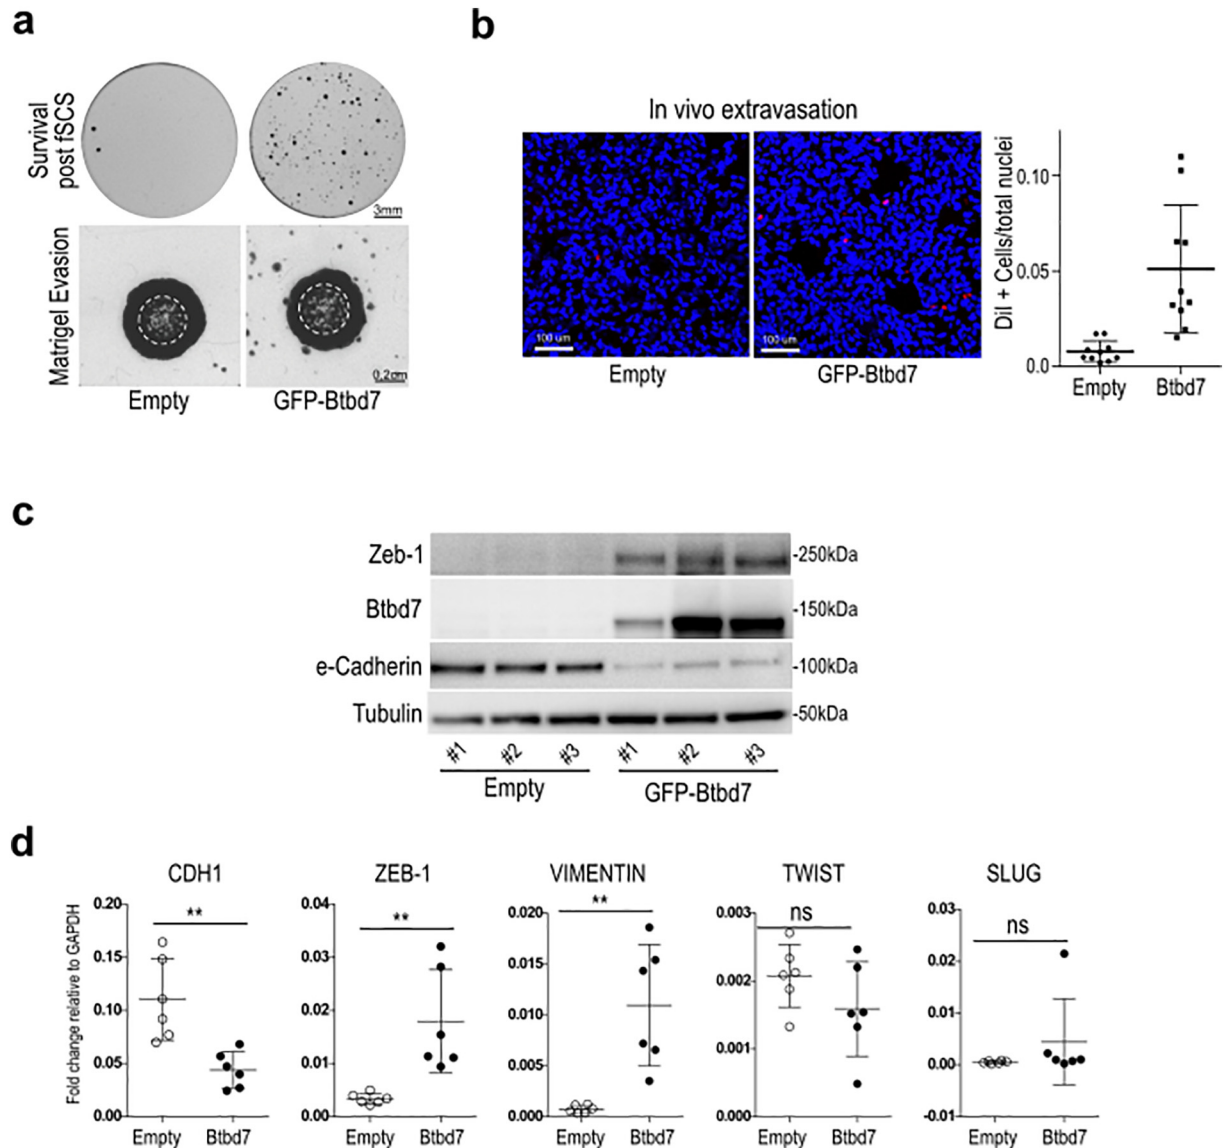 a
Survival
post fSCS
3mm
Matrigel Evasion
0.2cm
Empty
GFP-Btbd7
b
In vivo extravasation
100 um
100 um
Empty
GFP-Btbd7
Dil + Cells/total nuclei
0.10
0.05
0.0
Empty
Btbd7
c
Zeb-1
-250kDa
Btbd7
-150kDa
e-Cadherin
-100kDa
Tubulin
-50kDa
#1 #2 #3 #1 #2 #3
Empty
GFP-Btbd7
d
Fold change relative to GAPDH
CDH1
**
0.20
0.15
0.10
0.05
0.00
Empty Btbd7
ZEB-1
**
0.04
0.03
0.02
0.01
0.00
Empty Btbd7
VIMENTIN
**
0.020
0.015
0.010
0.005
0.000
Empty Btbd7
TWIST
ns
0.003
0.002
0.001
0.000
Empty Btbd7
SLUG
ns
0.03
0.02
0.01
0.00
-0.01
Empty Btbd7